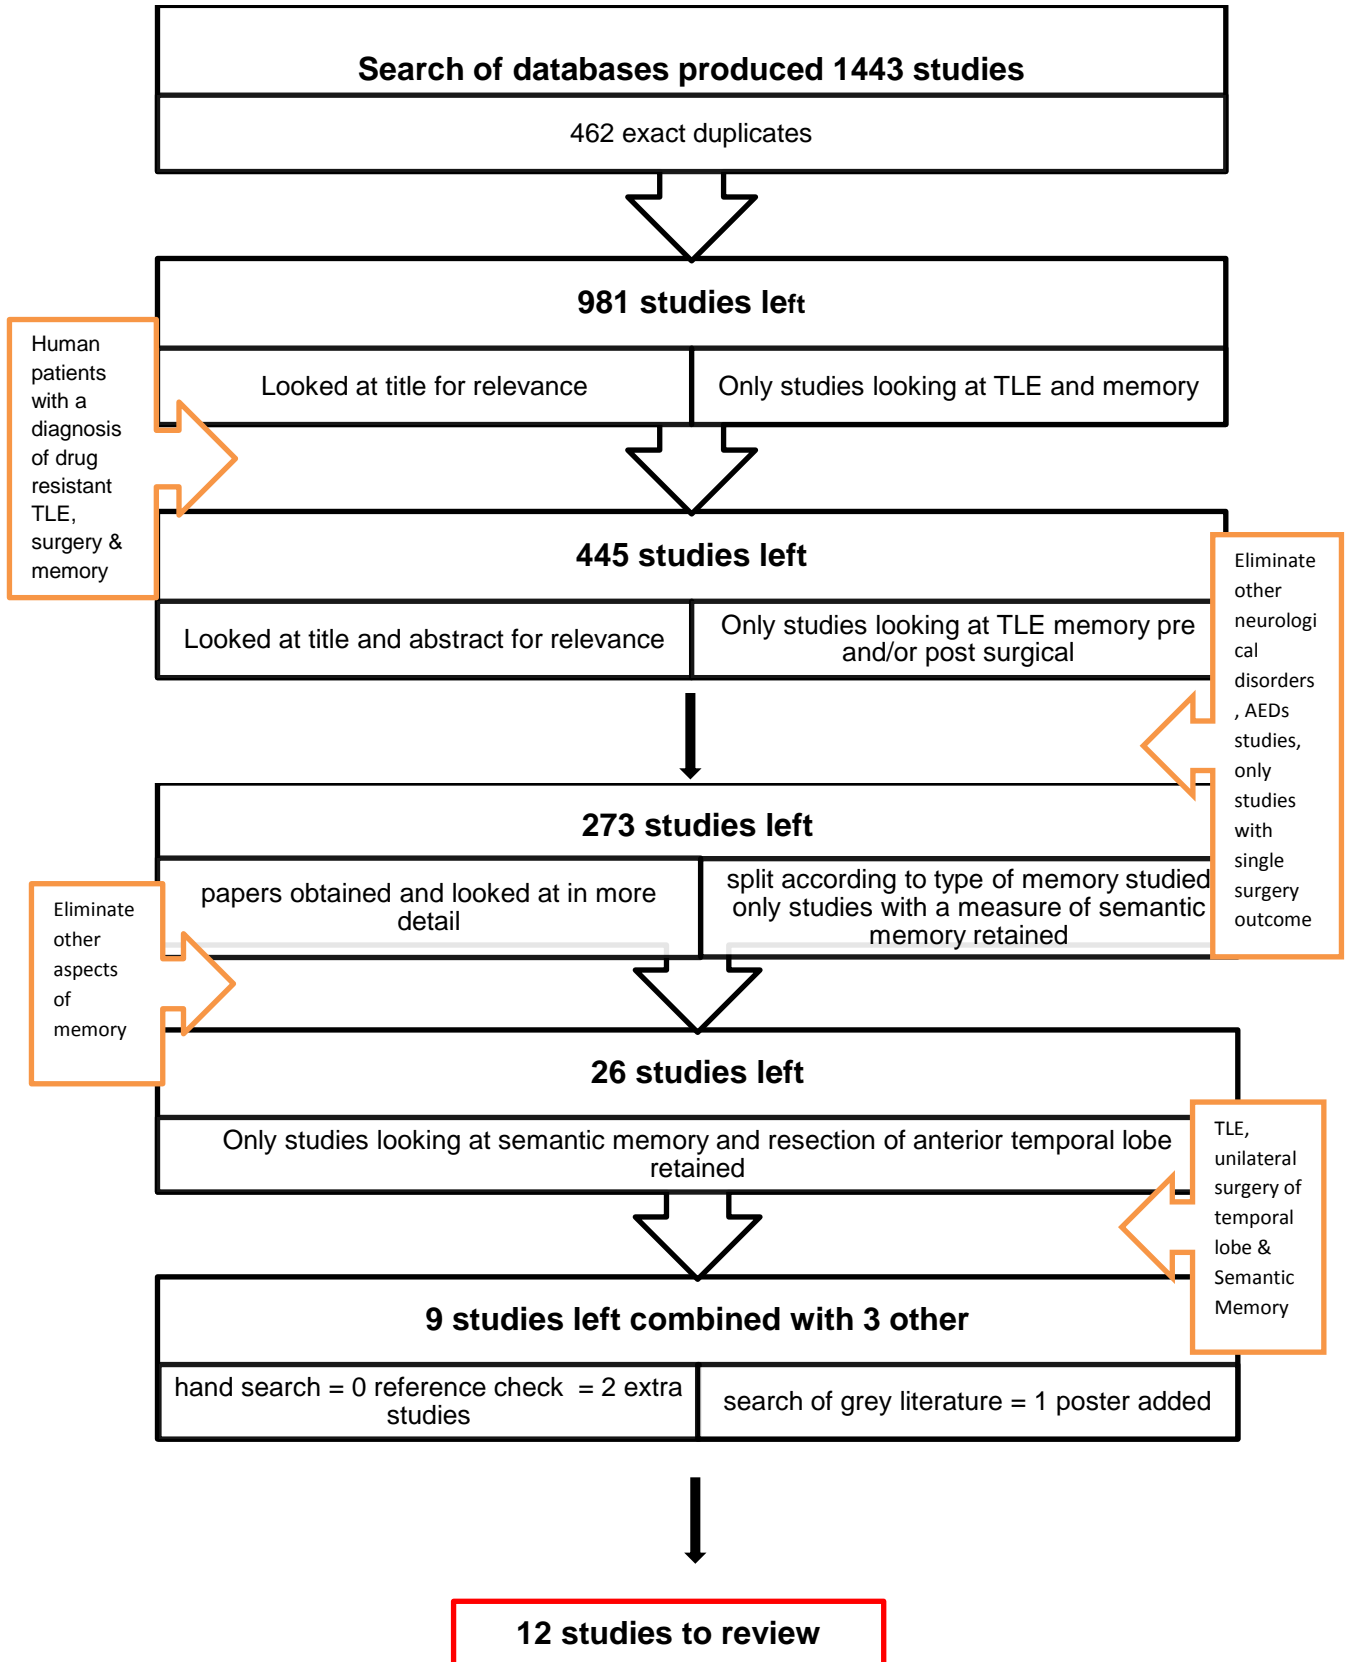 Search of databases produced 1443 studies
462 exact duplicates
981 studies left
Looked at title for relevance
Only studies looking at TLE and memory
Human
patients
with a
diagnosis
of drug
resistant
TLE,
surgery &
memory
445 studies left
Looked at title and abstract for relevance
Only studies looking at TLE memory pre
and/or post surgical
Eliminate
other
neurologi
cal
disorders
, AEDs
studies,
only
studies
with
single
surgery
outcome
273 studies left
papers obtained and looked at in more
detail
split according to type of memory studied
only studies with a measure of semantic
memory retained
Eliminate
other
aspects
of
memory
26 studies left
Only studies looking at semantic memory and resection of anterior temporal lobe
retained
TLE,
unilateral
surgery of
temporal
lobe &
Semantic
Memory
9 studies left combined with 3 other
hand search = 0 reference check  = 2 extra
studies
search of grey literature = 1 poster added
12 studies to review